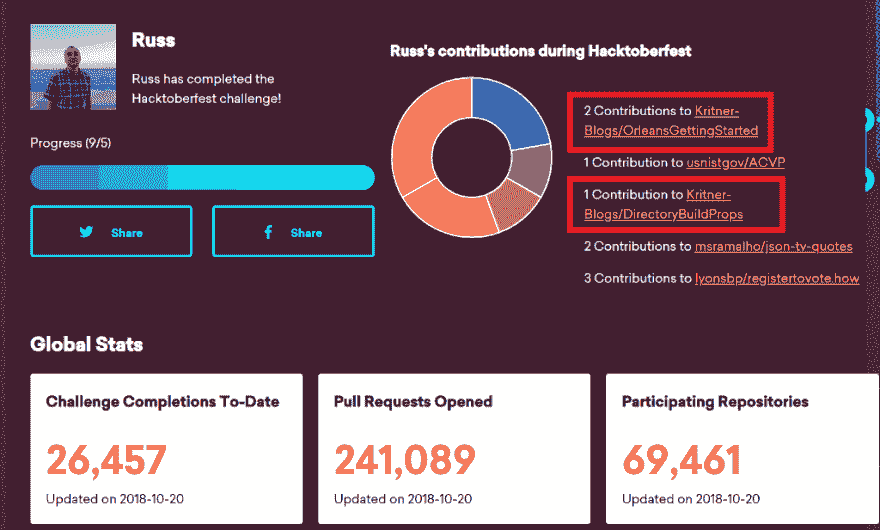 Russ
Russ has completed the
Hacktoberfest challenge!
Progress (9/5)
Share
Share
Russ's contributions during Hacktoberfest
2 Contributions to Kritner-
Blogs/OrleansGettingStarted
1 Contribution to usnistgov/ACVP
1 Contribution to Kritner-
Blogs/DirectoryBuildProps
2 Contributions to msramalho/json-tv-quotes
3 Contributions to lyonsbp/registertovote.how
Global Stats
Challenge Completions To-Date
26,457
Updated on 2018-10-20
Pull Requests Opened
241,089
Updated on 2018-10-20
Participating Repositories
69,461
Updated on 2018-10-20